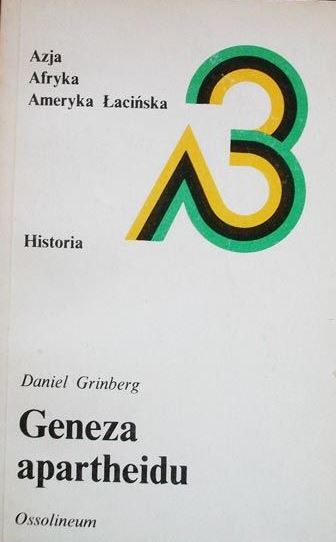 Azja
Afryka
Ameryka Łacińska
Historia
Daniel Grinberg
Geneza
apartheidu
Ossolineum